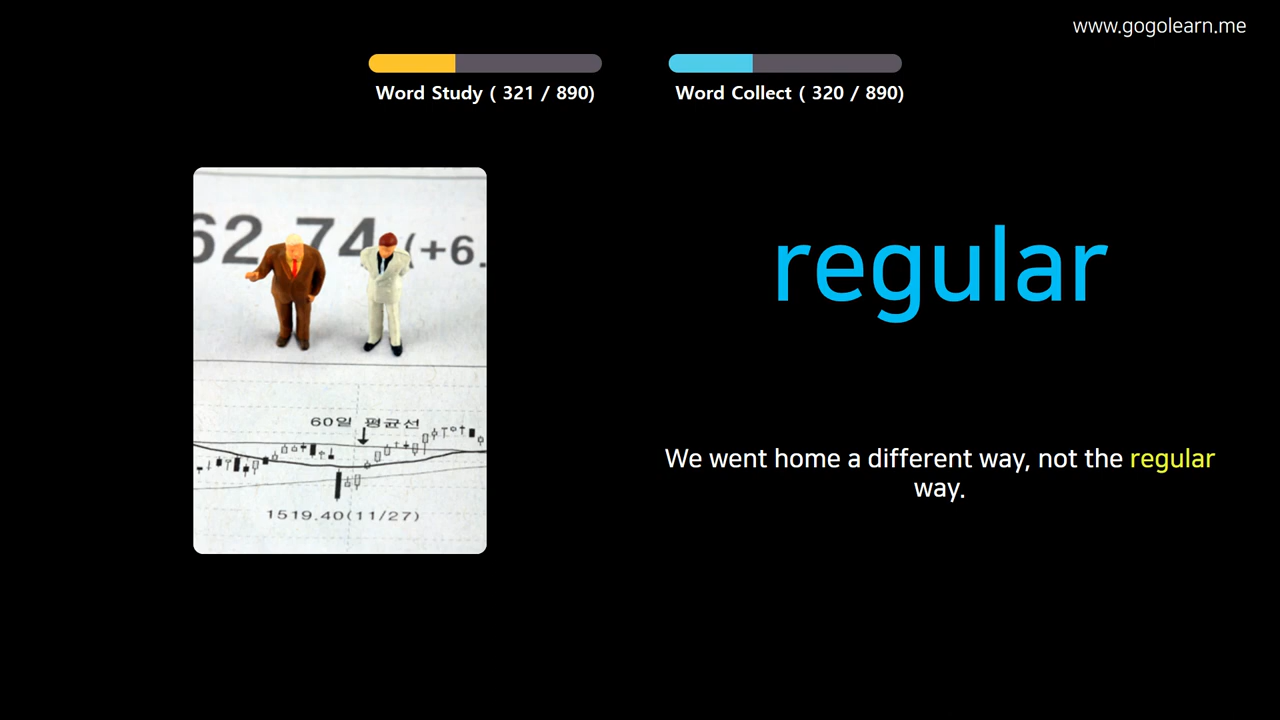 www.gogolearn.me
Word Study ( 321 / 890)
Word Collect ( 320 / 890)
62.74 (+6.
regular
60일 평균선
1519.40(11/27)
We went home a different way, not the regular
way.